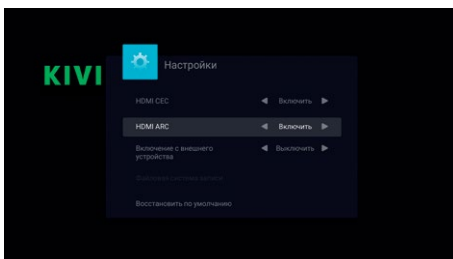 KIVI
Настройки
HDMI CEC
Включить
HDMI ARC
Включить
Включение с внешнего
Выключить
устройства
Восстановить по умолчанию